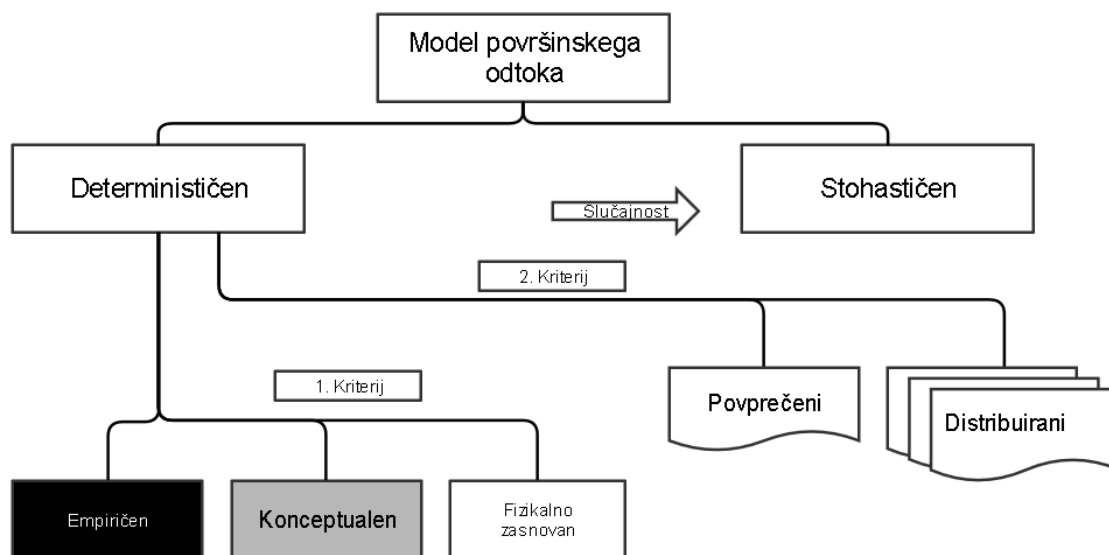 Model površinskega
odtoka
Determinističen
Stohastičen
Slučajnost
2. Kriterij
1. Kriterij
Povprečeni
Distribuirani
Empiričen
Konceptualen
Fizikalno
zasnovan